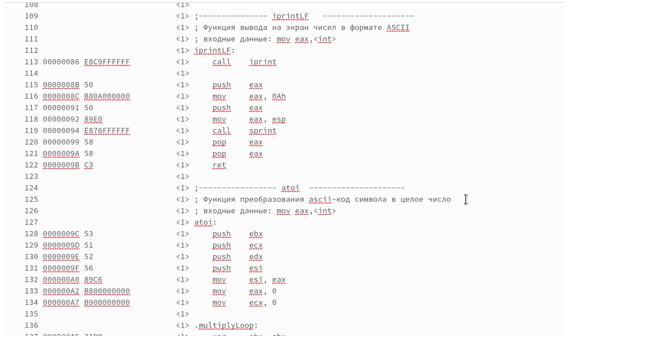 108 <1>
109 <1> ;--------------- iprintLF -------------------
110 <1> ; Функция вывода на экран чисел в формате ASCII
111 <1> ; входные данные: mov eax,<int>
112 <1> iprintLF:
113 00000086 E8C9FFFFFF <1> call iprint
114 <1>
115 0000008B 50 <1> push eax
116 0000008C B80A000000 <1> mov eax, 0Ah
117 00000091 50 <1> push eax
118 00000092 89E0 <1> mov eax, esp
119 00000094 E876FFFFFF <1> call sprint
120 00000099 58 <1> pop eax
121 0000009A 58 <1> pop eax
122 0000009B C3 <1> ret
123 <1>
124 <1> ;----------------- atoi --------------------
125 <1> ; Функция преобразования ascii-код символа в целое число
126 <1> ; входные данные: mov eax,<int>
127 <1> atoi:
128 0000009C 53 <1> push ebx
129 0000009D 51 <1> push ecx
130 0000009E 52 <1> push edx
131 0000009F 56 <1> push esi
132 000000A0 89C6 <1> mov esi, eax
133 000000A2 B800000000 <1> mov eax, 0
134 000000A7 B900000000 <1> mov ecx, 0
135 <1>
136 <1> .multiplyLoop: